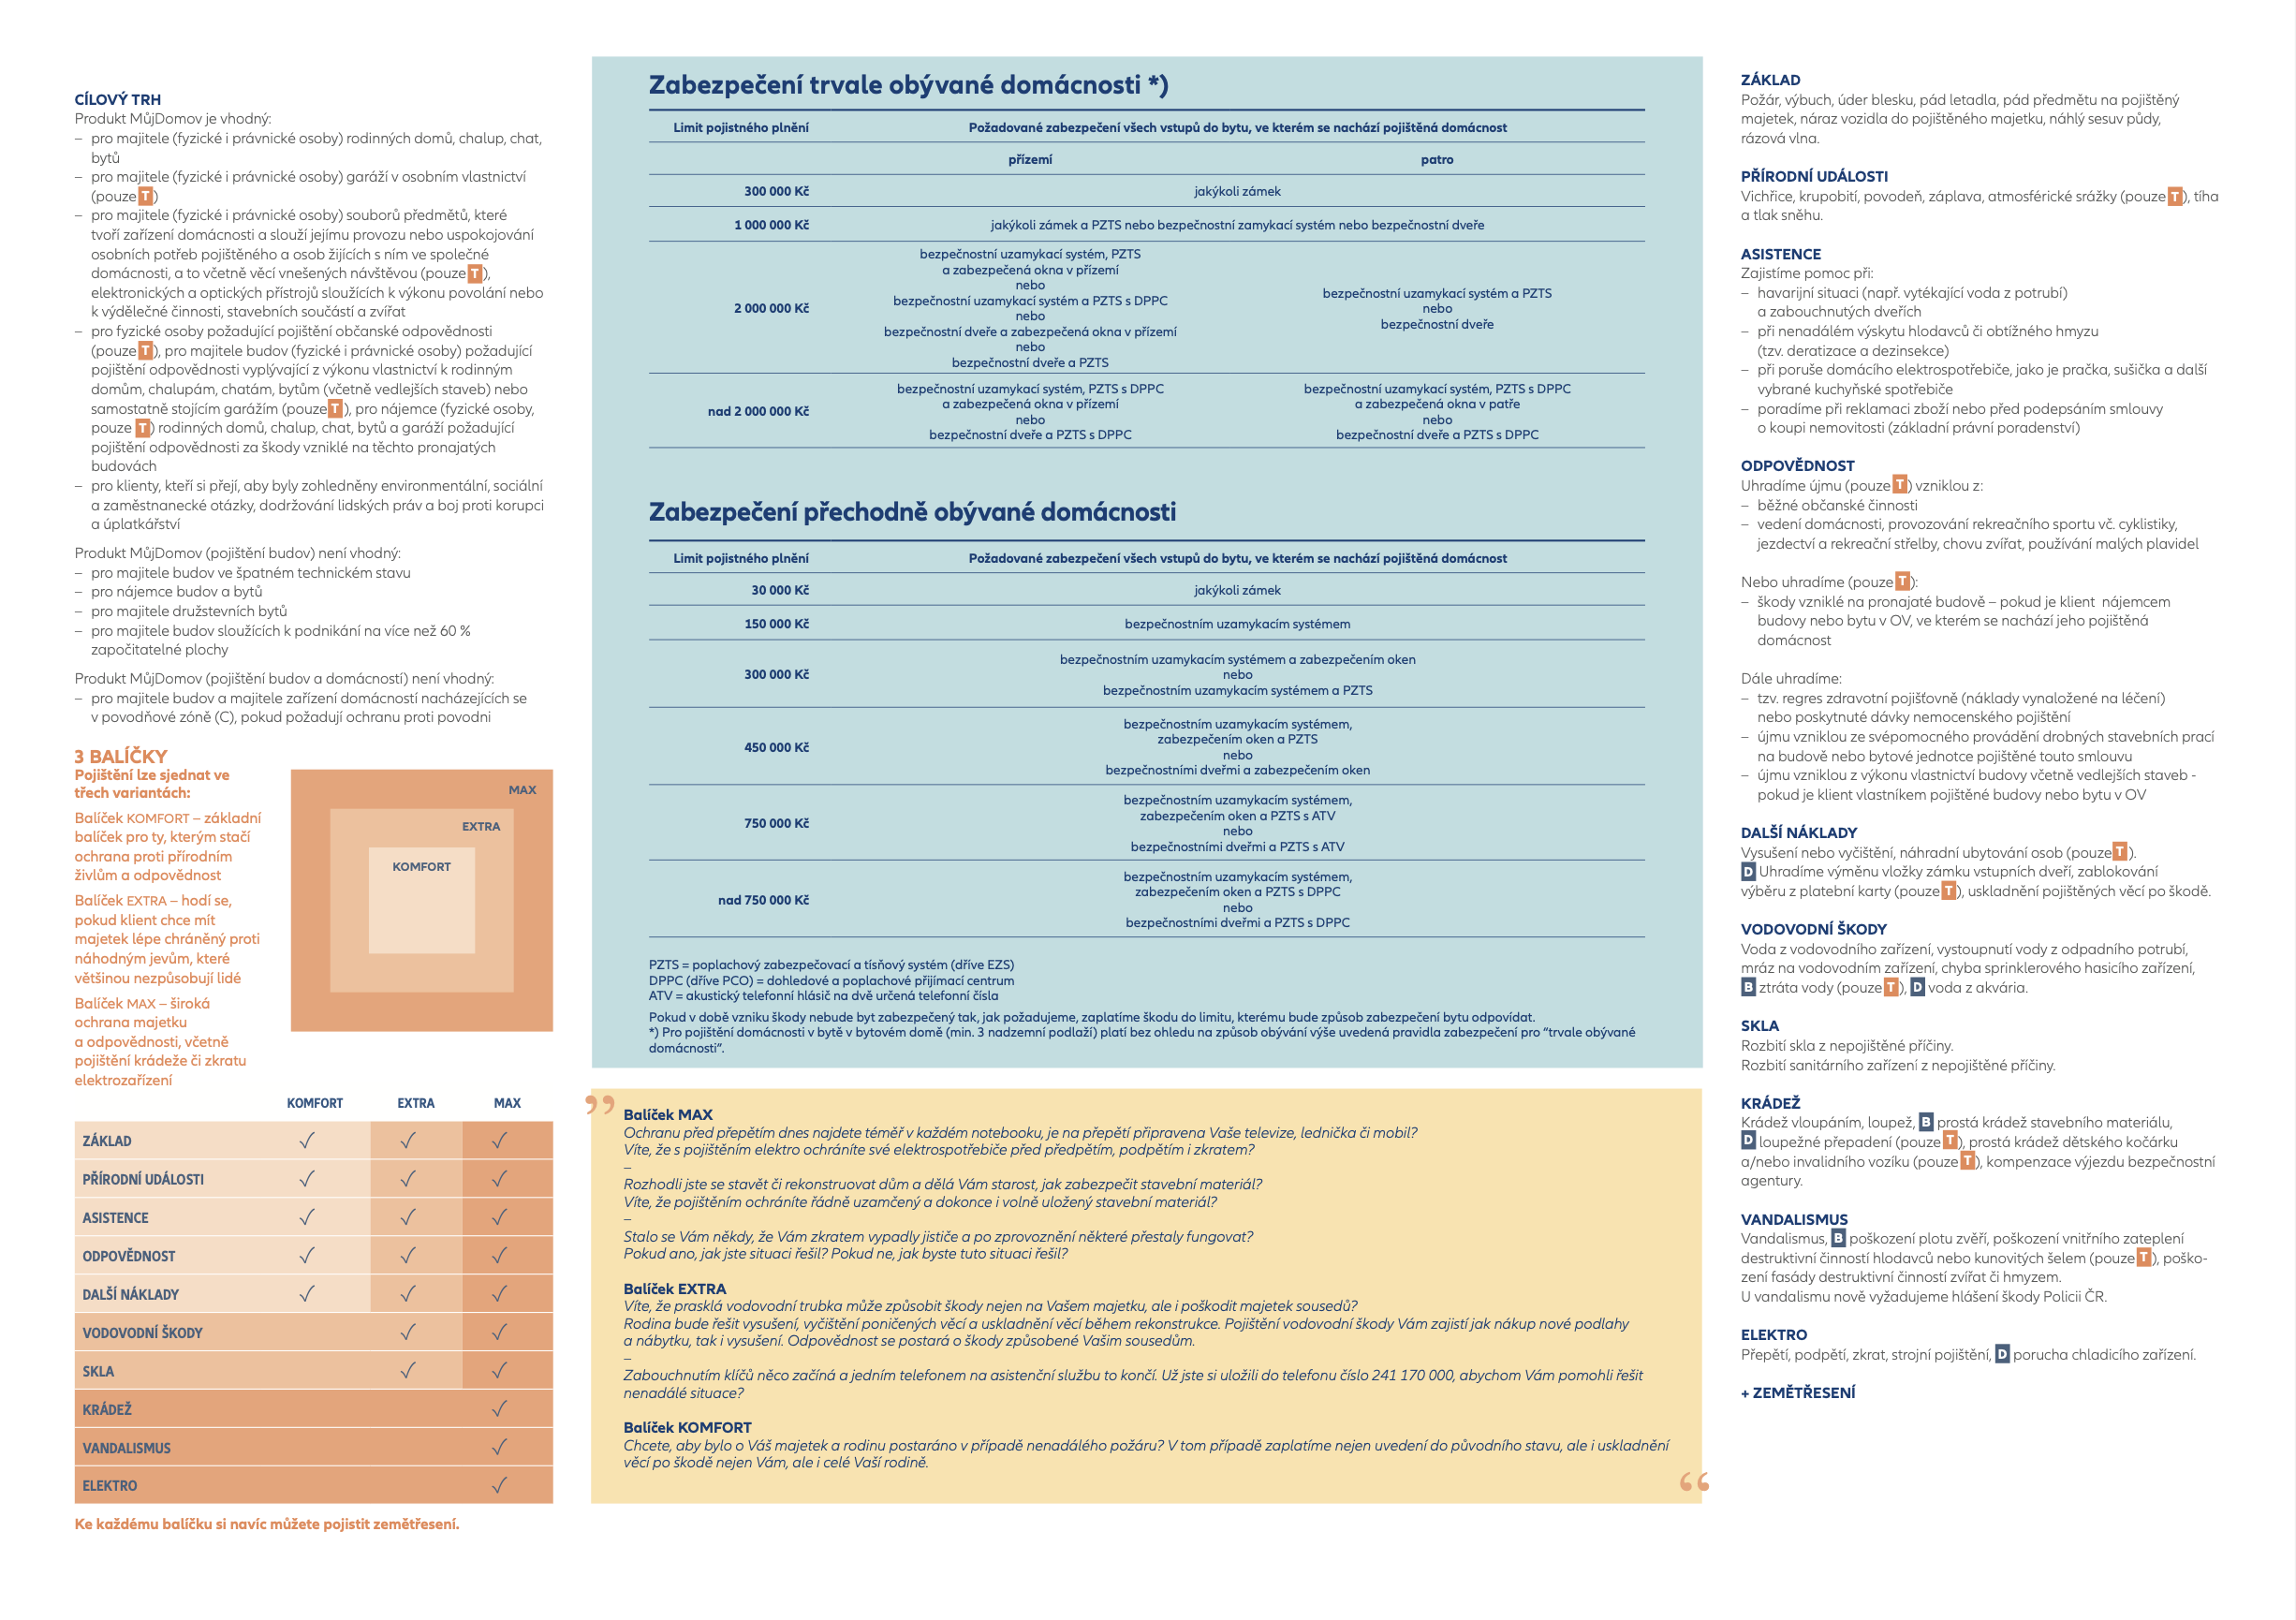 CÍLOVÝ TRH
Produkt MůjDomov je vhodný:
– pro majitele (fyzické i právnické osoby) rodinných domů, chalup, chat,
bytů
– pro majitele (fyzické i právnické osoby) garáží v osobním vlastnictví
(pouze T)
– pro majitele (fyzické i právnické osoby) souborů předmětů, které
tvoří zařízení domácnosti a slouží jejímu provozu nebo uspokojování
osobních potřeb pojištěného a osob žijících s ním ve společné
domácnosti, a to včetně věcí vnešených návštěvou (pouze T),
elektronických a optických přístrojů sloužících k výkonu povolání nebo
k výdělečné činnosti, stavebních součástí a zvířat
– pro fyzické osoby požadující pojištění občanské odpovědnosti
(pouze T), pro majitele budov (fyzické i právnické osoby) požadující
pojištění odpovědnosti vyplývající z výkonu vlastnictví k rodinným
domům, chalupám, chatám, bytům (včetně vedlejších staveb) nebo
samostatně stojícím garážím (pouze T), pro nájemce (fyzické osoby,
pouze T) rodinných domů, chalup, chat, bytů a garáží požadující
pojištění odpovědnosti za škody vzniklé na těchto pronajatých
budovách
– pro klienty, kteří si přejí, aby byly zohledněny environmentální, sociální
a zaměstnanecké otázky, dodržování lidských práv a boj proti korupci
a úplatkářství
Produkt MůjDomov (pojištění budov) není vhodný:
– pro majitele budov ve špatném technickém stavu
– pro nájemce budov a bytů
– pro majitele družstevních bytů
– pro majitele budov sloužících k podnikání na více než 60 %
započitatelné plochy
Produkt MůjDomov (pojištění budov a domácností) není vhodný:
– pro majitele budov a majitele zařízení domácností nacházejících se
v povodňové zóně (C), pokud požadují ochranu proti povodni
3 BALÍČKY
Pojištění lze sjednat ve
třech variantách:
Balíček KOMFORT – základní
balíček pro ty, kterým stačí
ochrana proti přírodním
živlům a odpovědnost
Balíček EXTRA – hodí se,
pokud klient chce mít
majetek lépe chráněný proti
náhodným jevům, které
většinou nezpůsobují lidé
Balíček MAX – široká
ochrana majetku
a odpovědnosti, včetně
pojištění krádeže či zkratu
elektrozařízení
MAX
EXTRA
KOMFORT
KOMFORT EXTRA MAX
ZÁKLAD ✓ ✓ ✓
PŘÍRODNÍ UDÁLOSTI ✓ ✓ ✓
ASISTENCE ✓ ✓ ✓
ODPOVĚDNOST ✓ ✓ ✓
DALŠÍ NÁKLADY ✓ ✓ ✓
VODOVODNÍ ŠKODY ✓ ✓
SKLA ✓ ✓
KRÁDEŽ ✓
VANDALISMUS ✓
ELEKTRO ✓
Ke každému balíčku si navíc můžete pojistit zemětřesení.
Zabezpečení trvale obývané domácnosti *)
Limit pojistného plnění Požadované zabezpečení všech vstupů do bytu, ve kterém se nachází pojištěná domácnost
přízemí patro
300 000 Kč jakýkoli zámek
1 000 000 Kč jakýkoli zámek a PZTS nebo bezpečnostní zamykací systém nebo bezpečnostní dveře
2 000 000 Kč
bezpečnostní uzamykací systém, PZTS
a zabezpečená okna v přízemí
nebo
bezpečnostní uzamykací systém a PZTS s DPPC
nebo
bezpečnostní dveře a zabezpečená okna v přízemí
nebo
bezpečnostní dveře a PZTS
bezpečnostní uzamykací systém a PZTS
nebo
bezpečnostní dveře
nad 2 000 000 Kč
bezpečnostní uzamykací systém, PZTS s DPPC
a zabezpečená okna v přízemí
nebo
bezpečnostní dveře a PZTS s DPPC
bezpečnostní uzamykací systém, PZTS s DPPC
a zabezpečená okna v patře
nebo
bezpečnostní dveře a PZTS s DPPC
Zabezpečení přechodně obývané domácnosti
Limit pojistného plnění Požadované zabezpečení všech vstupů do bytu, ve kterém se nachází pojištěná domácnost
30 000 Kč jakýkoli zámek
150 000 Kč bezpečnostním uzamykacím systémem
300 000 Kč
bezpečnostním uzamykacím systémem a zabezpečením oken
nebo
bezpečnostním uzamykacím systémem a PZTS
450 000 Kč
bezpečnostním uzamykacím systémem,
zabezpečením oken a PZTS
nebo
bezpečnostními dveřmi a zabezpečením oken
750 000 Kč
bezpečnostním uzamykacím systémem,
zabezpečením oken a PZTS s ATV
nebo
bezpečnostními dveřmi a PZTS s ATV
nad 750 000 Kč
bezpečnostním uzamykacím systémem,
zabezpečením oken a PZTS s DPPC
nebo
bezpečnostními dveřmi a PZTS s DPPC
PZTS = poplachový zabezpečovací a tísňový systém (dříve EZS)
DPPC (dříve PCO) = dohledové a poplachové přijímací centrum
ATV = akustický telefonní hlásič na dvě určená telefonní čísla
Pokud v době vzniku škody nebude byt zabezpečený tak, jak požadujeme, zaplatíme škodu do limitu, kterému bude způsob zabezpečení bytu odpovídat.
*) Pro pojištění domácnosti v bytě v bytovém domě (min. 3 nadzemní podlaží) platí bez ohledu na způsob obývání výše uvedená pravidla zabezpečení pro “trvale obývané
domácnosti”.
”
Balíček MAX
Ochranu před přepětím dnes najdete téměř v každém notebooku, je na přepětí připravena Vaše televize, lednička či mobil?
Víte, že s pojištěním elektro ochráníte své elektrospotřebiče před předpětím, podpětím i zkratem?
–
Rozhodli jste se stavět či rekonstruovat dům a dělá Vám starost, jak zabezpečit stavební materiál?
Víte, že pojištěním ochráníte řádně uzamčený a dokonce i volně uložený stavební materiál?
–
Stalo se Vám někdy, že Vám zkratem vypadly jističe a po zprovoznění některé přestaly fungovat?
Pokud ano, jak jste situaci řešil? Pokud ne, jak byste tuto situaci řešil?
Balíček EXTRA
Víte, že prasklá vodovodní trubka může způsobit škody nejen na Vašem majetku, ale i poškodit majetek sousedů?
Rodina bude řešit vysušení, vyčištění poničených věcí a uskladnění věcí během rekonstrukce. Pojištění vodovodní škody Vám zajistí jak nákup nové podlahy
a nábytku, tak i vysušení. Odpovědnost se postará o škody způsobené Vašim sousedům.
–
Zabouchnutím klíčů něco začíná a jedním telefonem na asistenční službu to končí. Už jste si uložili do telefonu číslo 241 170 000, abychom Vám pomohli řešit
nenadálé situace?
Balíček KOMFORT
Chcete, aby bylo o Váš majetek a rodinu postaráno v případě nenadálého požáru? V tom případě zaplatíme nejen uvedení do původního stavu, ale i uskladnění
věcí po škodě nejen Vám, ale i celé Vaší rodině.
“
ZÁKLAD
Požár, výbuch, úder blesku, pád letadla, pád předmětu na pojištěný
majetek, náraz vozidla do pojištěného majetku, náhlý sesuv půdy,
rázová vlna.
PŘÍRODNÍ UDÁLOSTI
Vichřice, krupobití, povodeň, záplava, atmosférické srážky (pouze T), tíha
a tlak sněhu.
ASISTENCE
Zajistíme pomoc při:
– havarijní situaci (např. vytékající voda z potrubí)
a zabouchnutých dveřích
– při nenadálém výskytu hlodavců či obtížného hmyzu
(tzv. deratizace a dezinsekce)
– při poruše domácího elektrospotřebiče, jako je pračka, sušička a další
vybrané kuchyňské spotřebiče
– poradíme při reklamaci zboží nebo před podepsáním smlouvy
o koupi nemovitosti (základní právní poradenství)
ODPOVĚDNOST
Uhradíme újmu (pouze T) vzniklou z:
– běžné občanské činnosti
– vedení domácnosti, provozování rekreačního sportu vč. cyklistiky,
jezdectví a rekreační střelby, chovu zvířat, používání malých plavidel
Nebo uhradíme (pouze T):
– škody vzniklé na pronajaté budově – pokud je klient nájemcem
budovy nebo bytu v OV, ve kterém se nachází jeho pojištěná
domácnost
Dále uhradíme:
– tzv. regres zdravotní pojišťovně (náklady vynaložené na léčení)
nebo poskytnuté dávky nemocenského pojištění
– újmu vzniklou ze svépomocného provádění drobných stavebních prací
na budově nebo bytové jednotce pojištěné touto smlouvu
– újmu vzniklou z výkonu vlastnictví budovy včetně vedlejších staveb -
pokud je klient vlastníkem pojištěné budovy nebo bytu v OV
DALŠÍ NÁKLADY
Vysušení nebo vyčištění, náhradní ubytování osob (pouze T).
D Uhradíme výměnu vložky zámku vstupních dveří, zablokování
výběru z platební karty (pouze T), uskladnění pojištěných věcí po škodě.
VODOVODNÍ ŠKODY
Voda z vodovodního zařízení, vystoupnutí vody z odpadního potrubí,
mráz na vodovodním zařízení, chyba sprinklerového hasicího zařízení,
B ztráta vody (pouze T), D voda z akvária.
SKLA
Rozbití skla z nepojištěné příčiny.
Rozbití sanitárního zařízení z nepojištěné příčiny.
KRÁDEŽ
Krádež vloupáním, loupež, B prostá krádež stavebního materiálu,
D loupežné přepadení (pouze T), prostá krádež dětského kočárku
a/nebo invalidního vozíku (pouze T), kompenzace výjezdu bezpečnostní
agentury.
VANDALISMUS
Vandalismus, B poškození plotu zvěří, poškození vnitřního zateplení
destruktivní činností hlodavců nebo kunovitých šelem (pouze T), poško-
zení fasády destruktivní činností zvířat či hmyzem.
U vandalismu nově vyžadujeme hlášení škody Policii ČR.
ELEKTRO
Přepětí, podpětí, zkrat, strojní pojištění, D porucha chladicího zařízení.
+ ZEMĚTŘESENÍ